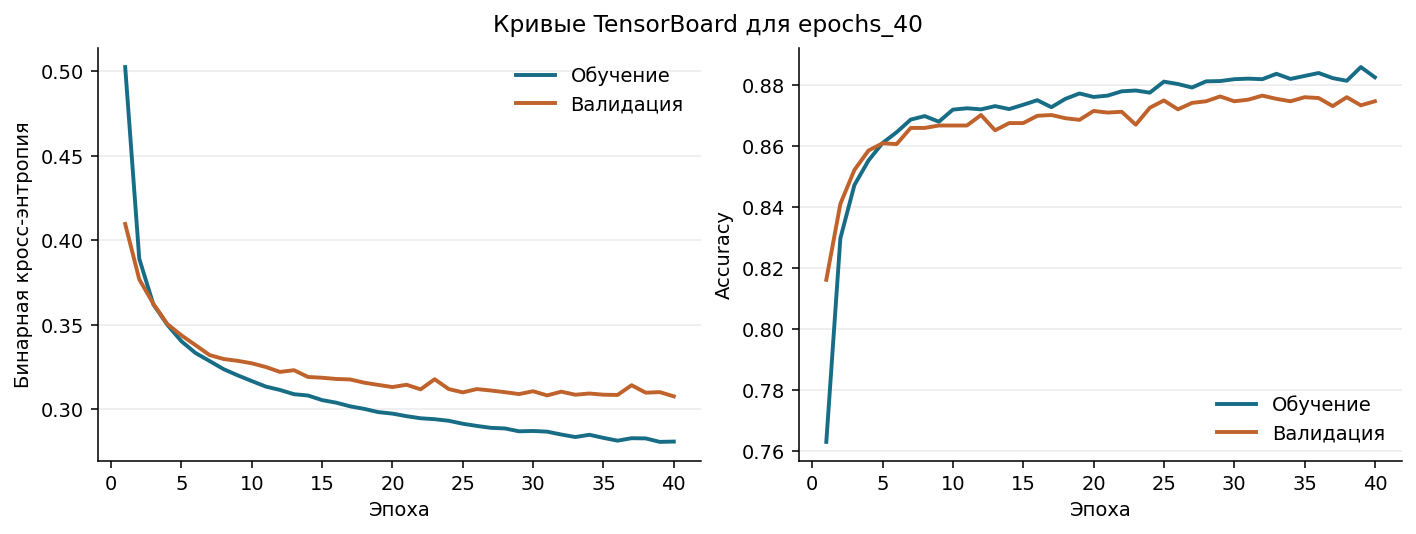 Кривые TensorBoard для epochs_40
Бинарная кросс-энтропия
0.50
0.45
0.40
0.35
0.30
Обучение
Валидация
0 5 10 15 20 25 30 35 40
Эпоха
Accuracy
0.88
0.86
0.84
0.82
0.80
0.78
0.76
Обучение
Валидация
0 5 10 15 20 25 30 35 40
Эпоха